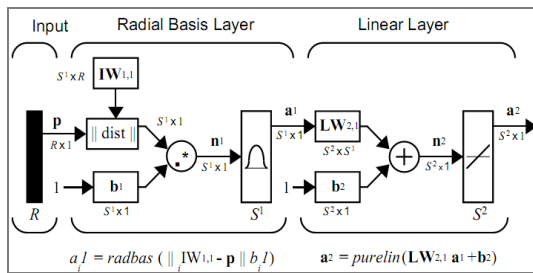 Input Radial Basis Layer Linear Layer
IW1,1
S1 x R
p a1 a2
R x 1 || dist || S1 x 1 n1 S1 x 1 LW2,1 n2 S2 x 1
.* S1 x 1 S2 x S1 + S2 x 1
1 b1 1 b2
R S1 x 1 S1 S2 x 1 S2
ai1 = radbas ( || iIW1,1 - p || bi1) a2 = purelin (LW2,1 a1 + b2)